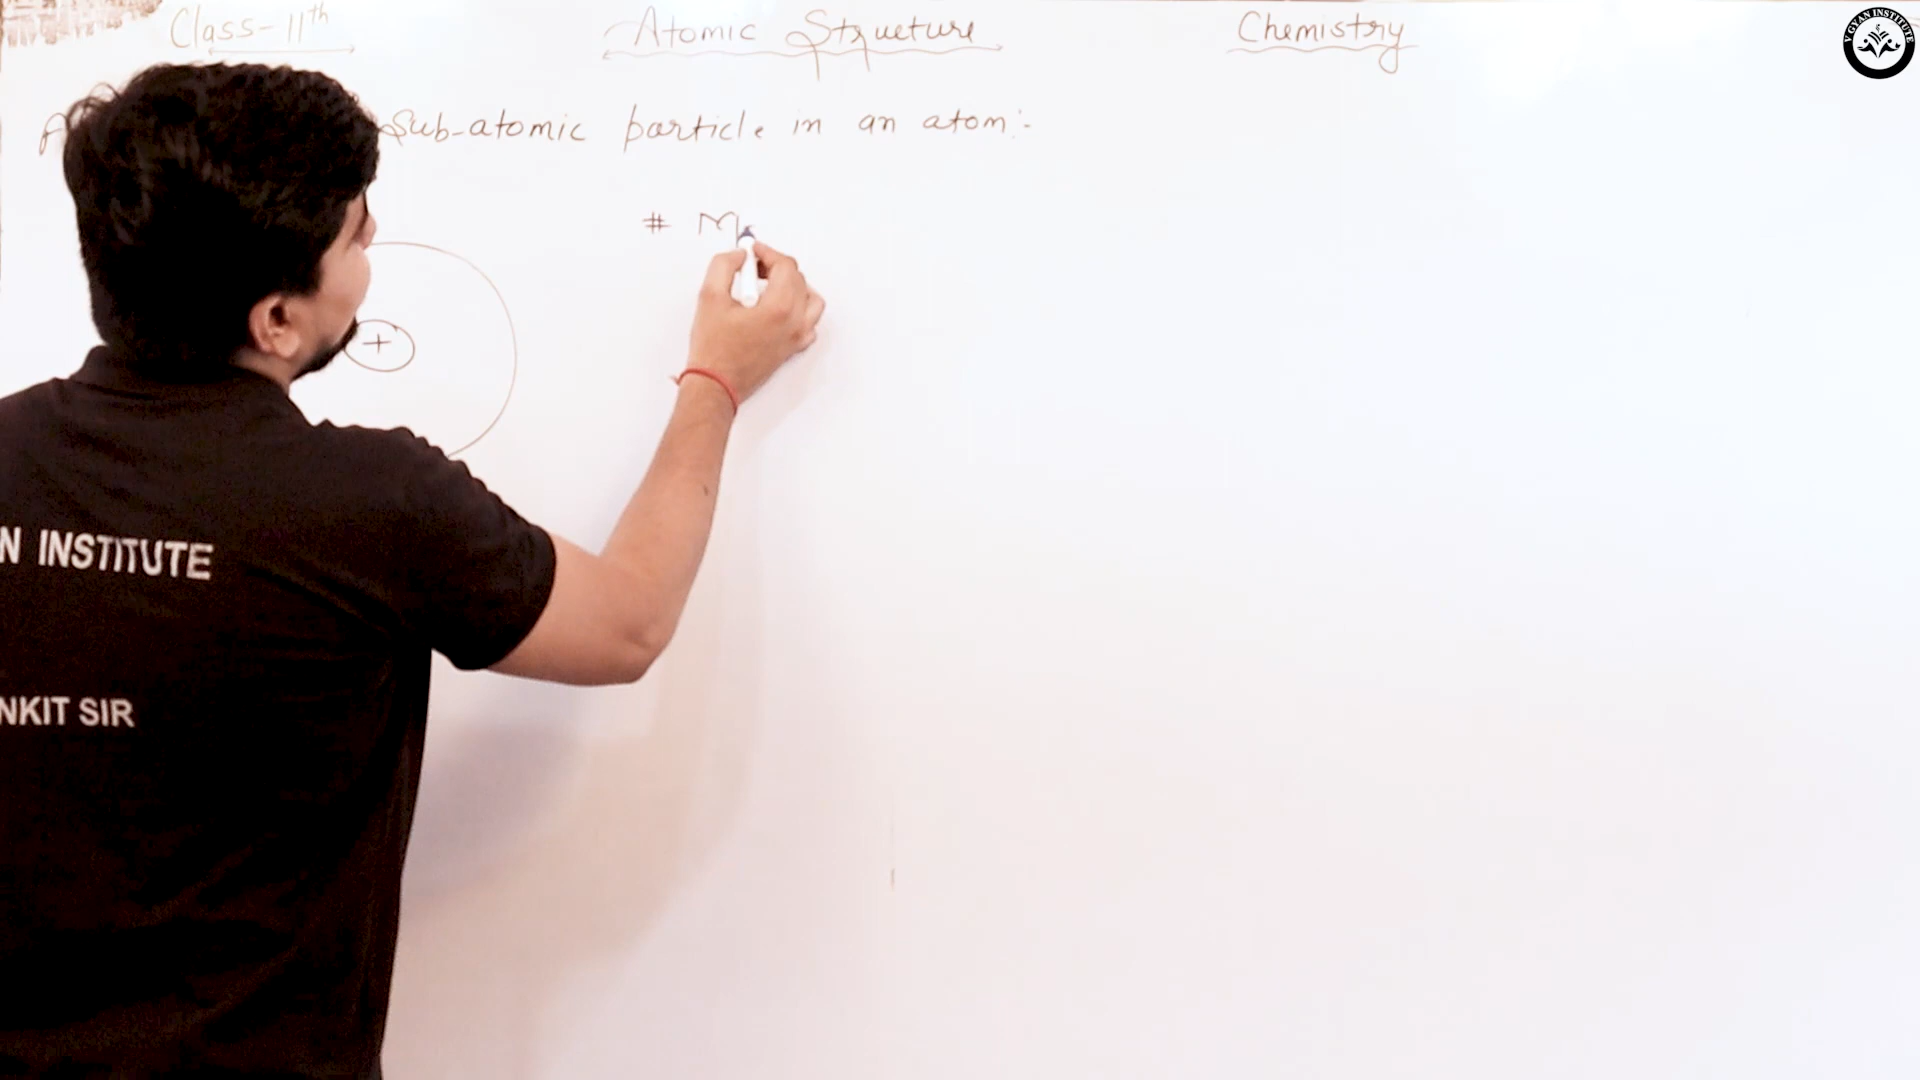 Class-11th
Atomic Structure
Chemistry
V GYAN INSTITUTE
Sub-atomic particle in an atom:-
# M
+
N INSTITUTE
NKIT SIR